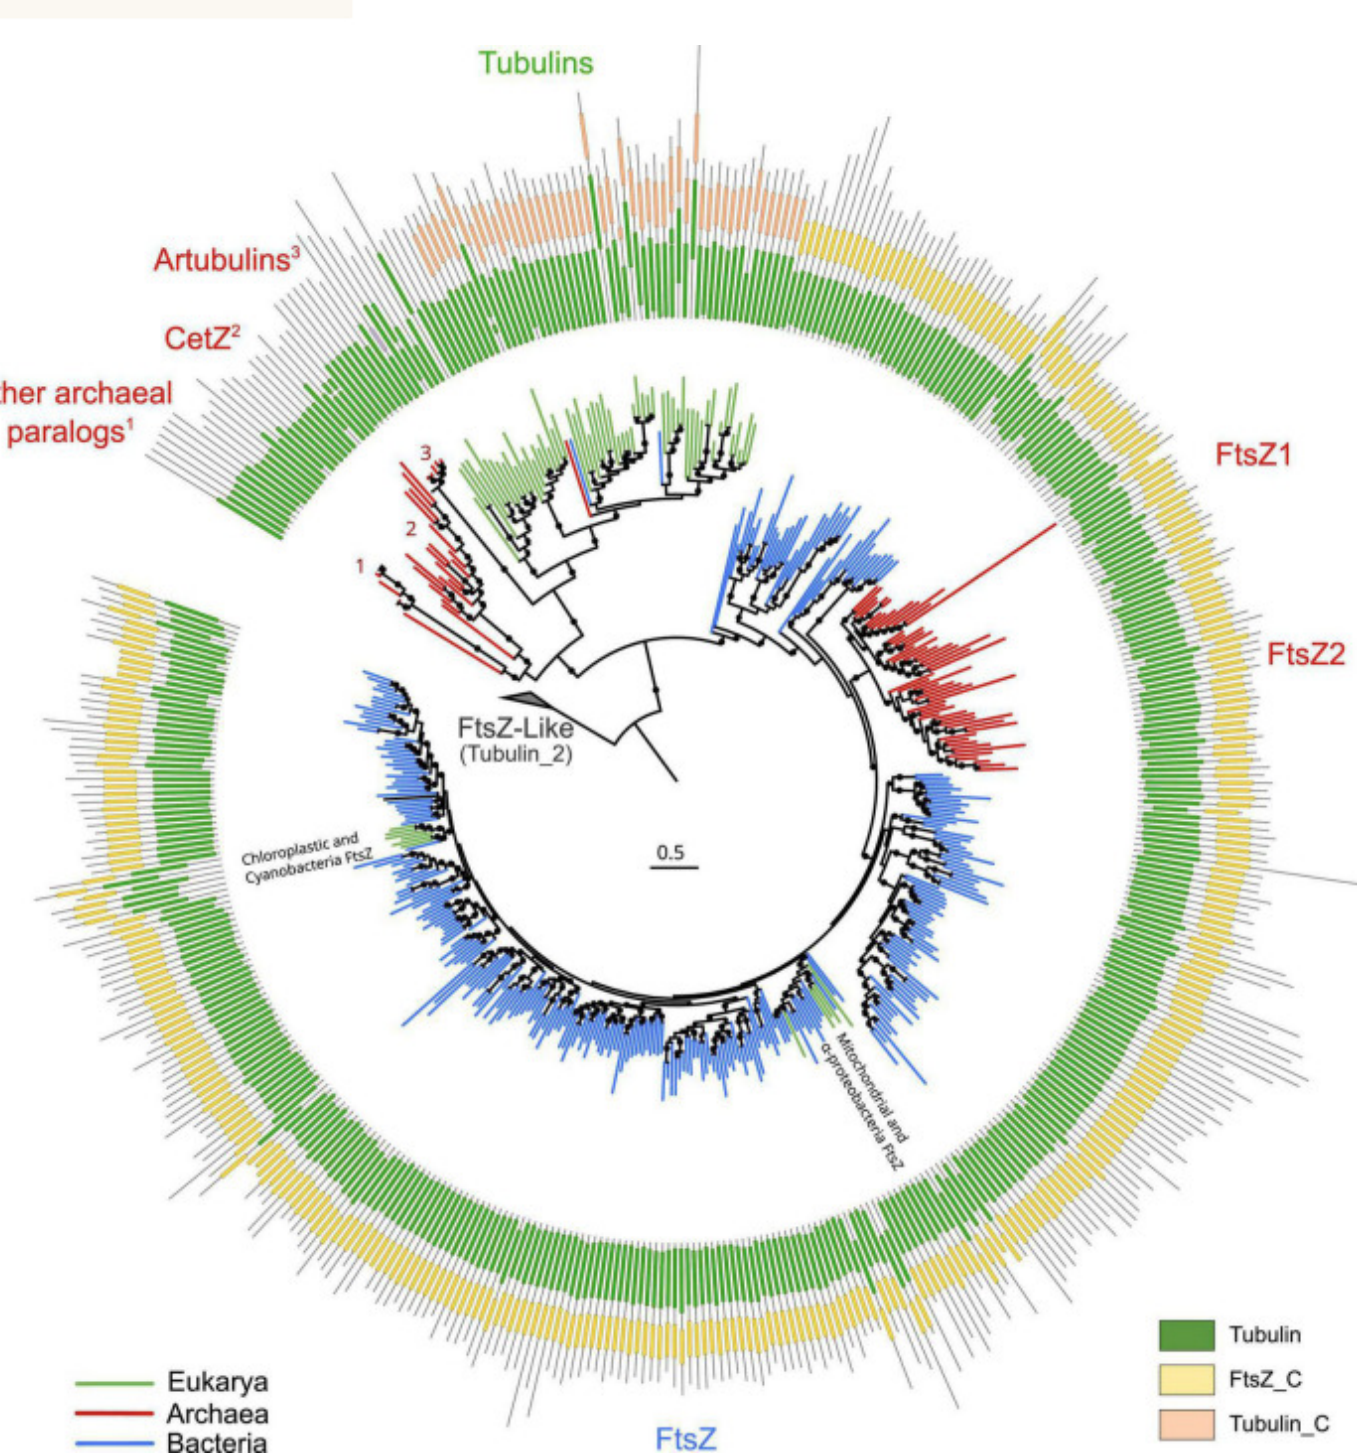 Tubulins
Artubulins³
CetZ²
ther archaeal
paralogs¹
3
2
1
FtsZ1
FtsZ2
FtsZ-Like
(Tubulin_2)
0.5
Chloroplastic and
Cyanobacteria FtsZ
Mitochondrial and
α-proteobacteria FtsZ
Tubulin
FtsZ_C
Tubulin_C
Eukarya
Archaea
Bacteria
FtsZ